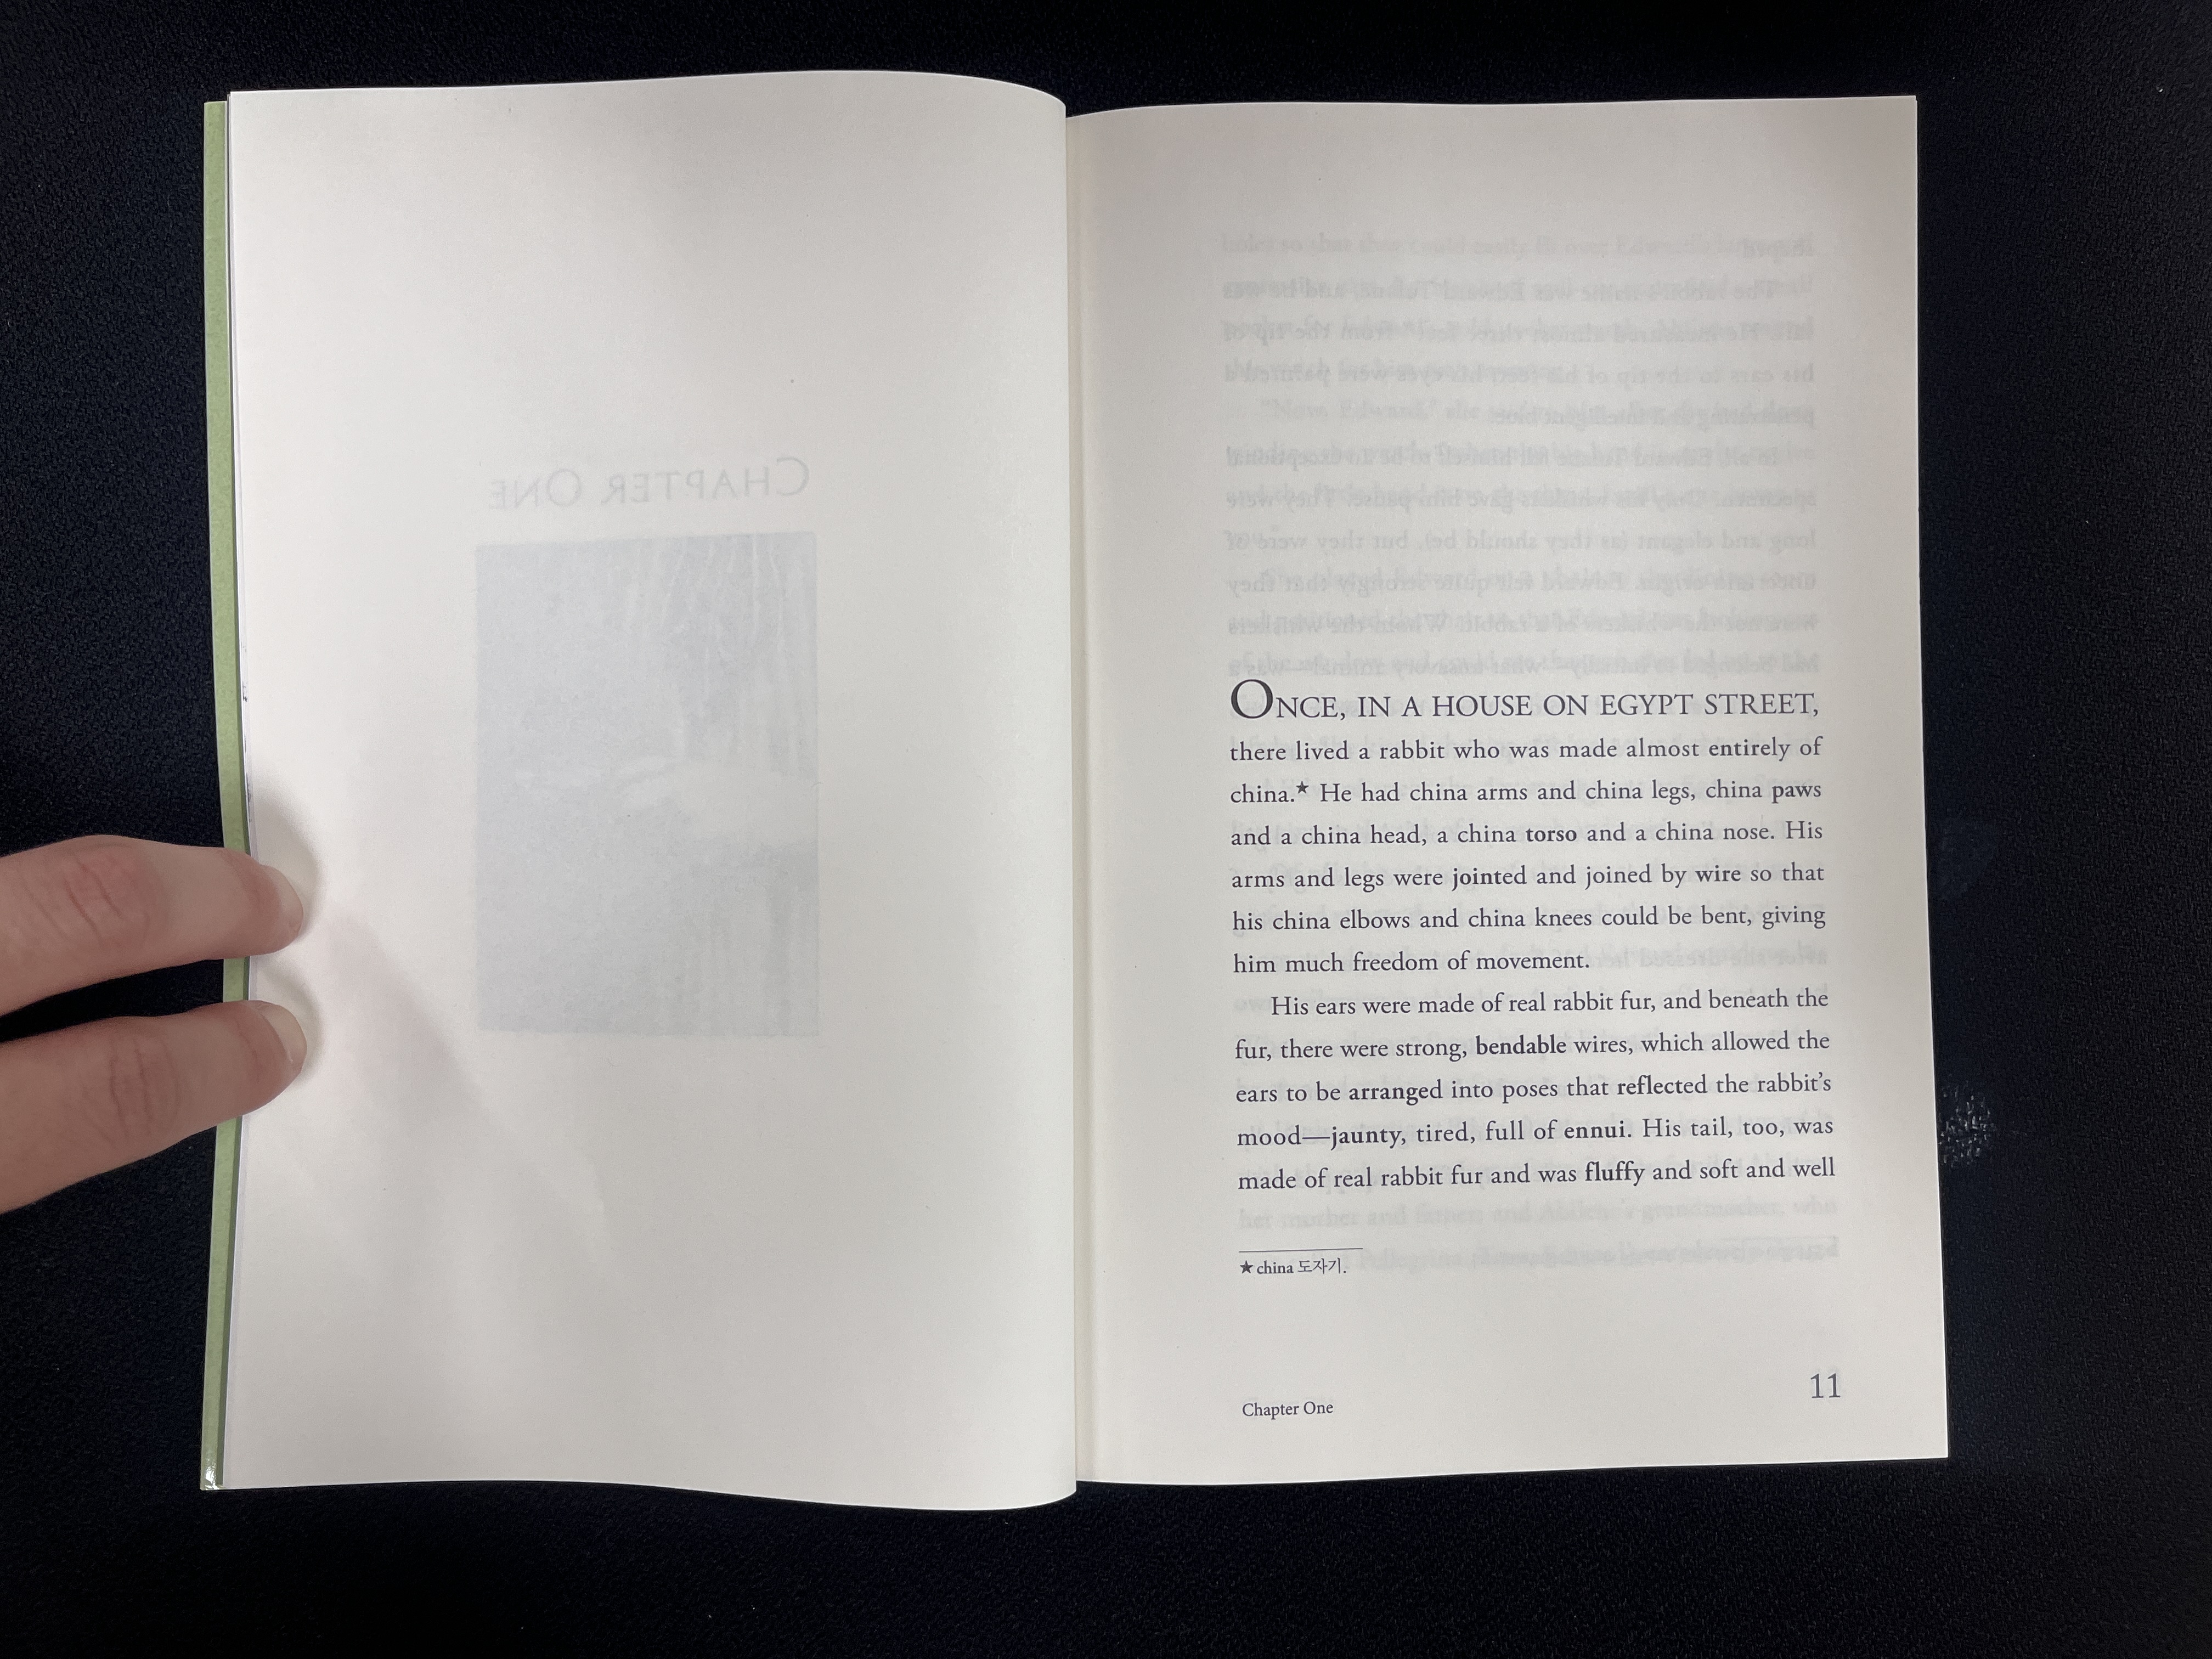 CHAPTER ONE
ONCE, IN A HOUSE ON EGYPT STREET,
there lived a rabbit who was made almost entirely of
china.★ He had china arms and china legs, china paws
and a china head, a china torso and a china nose. His
arms and legs were jointed and joined by wire so that
his china elbows and china knees could be bent, giving
him much freedom of movement.
His ears were made of real rabbit fur, and beneath the
fur, there were strong, bendable wires, which allowed the
ears to be arranged into poses that reflected the rabbit's
mood—jaunty, tired, full of ennui. His tail, too, was
made of real rabbit fur and was fluffy and soft and well
★ china 도자기.
Chapter One
11